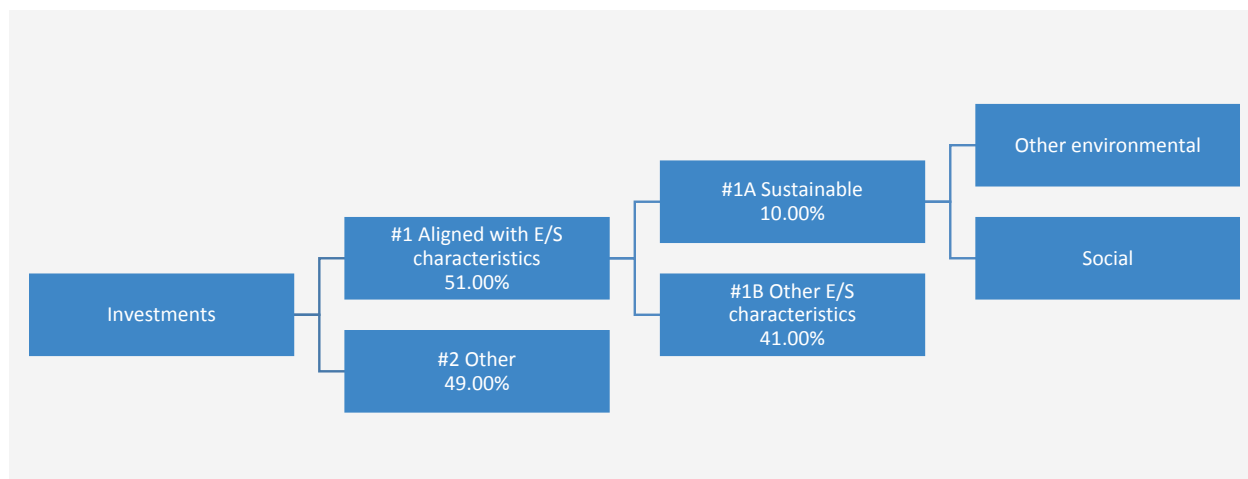 Investments
#1 Aligned with E/S
characteristics
51.00%
#2 Other
49.00%
#1A Sustainable
10.00%
#1B Other E/S
characteristics
41.00%
Other environmental
Social